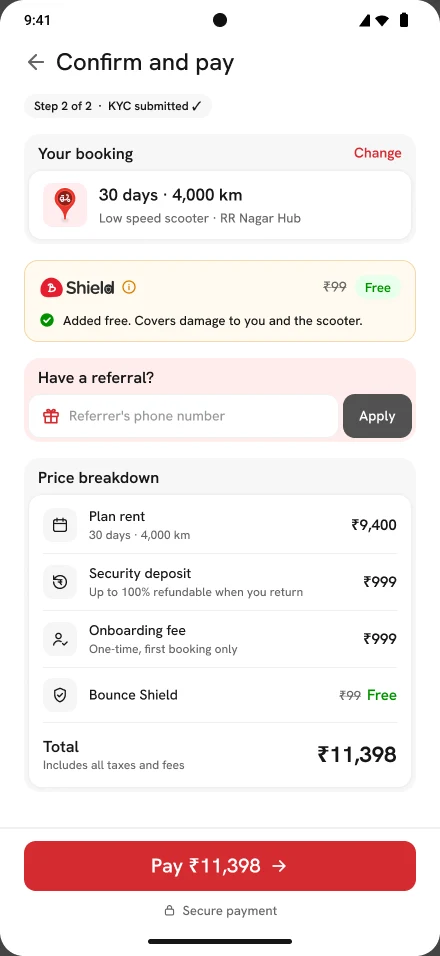 9:41
Confirm and pay
Step 2 of 2 · KYC submitted ✓
Your booking
Change
30 days · 4,000 km
Low speed scooter · RR Nagar Hub
Shield
₹99 Free
Added free. Covers damage to you and the scooter.
Have a referral?
Referrer's phone number
Apply
Price breakdown
Plan rent
30 days · 4,000 km
₹9,400
Security deposit
Up to 100% refundable when you return
₹999
Onboarding fee
One-time, first booking only
₹999
Bounce Shield
₹99 Free
Total
Includes all taxes and fees
₹11,398
Pay ₹11,398 →
Secure payment